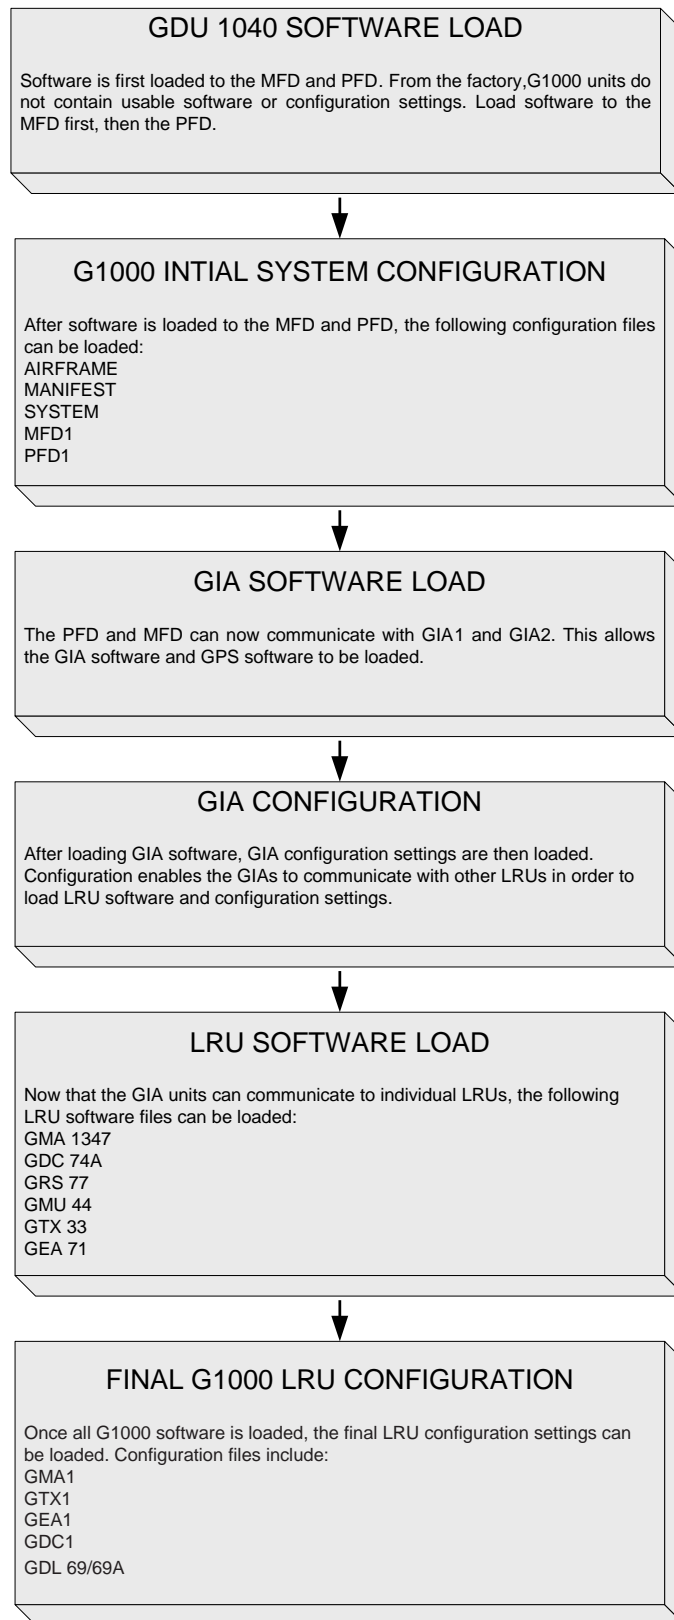 GDU 1040 SOFTWARE LOAD
Software is first loaded to the MFD and PFD. From the factory,G1000 units do
not contain usable software or configuration settings. Load software to the
MFD first, then the PFD.
G1000 INTIAL SYSTEM CONFIGURATION
After software is loaded to the MFD and PFD, the following configuration files
can be loaded:
AIRFRAME
MANIFEST
SYSTEM
MFD1
PFD1
GIA SOFTWARE LOAD
The PFD and MFD can now communicate with GIA1 and GIA2. This allows
the GIA software and GPS software to be loaded.
GIA CONFIGURATION
After loading GIA software, GIA configuration settings are then loaded.
Configuration enables the GIAs to communicate with other LRUs in order to
load LRU software and configuration settings.
LRU SOFTWARE LOAD
Now that the GIA units can communicate to individual LRUs, the following
LRU software files can be loaded:
GMA 1347
GDC 74A
GRS 77
GMU 44
GTX 33
GEA 71
FINAL G1000 LRU CONFIGURATION
Once all G1000 software is loaded, the final LRU configuration settings can
be loaded. Configuration files include:
GMA1
GTX1
GEA1
GDC1
GDL 69/69A